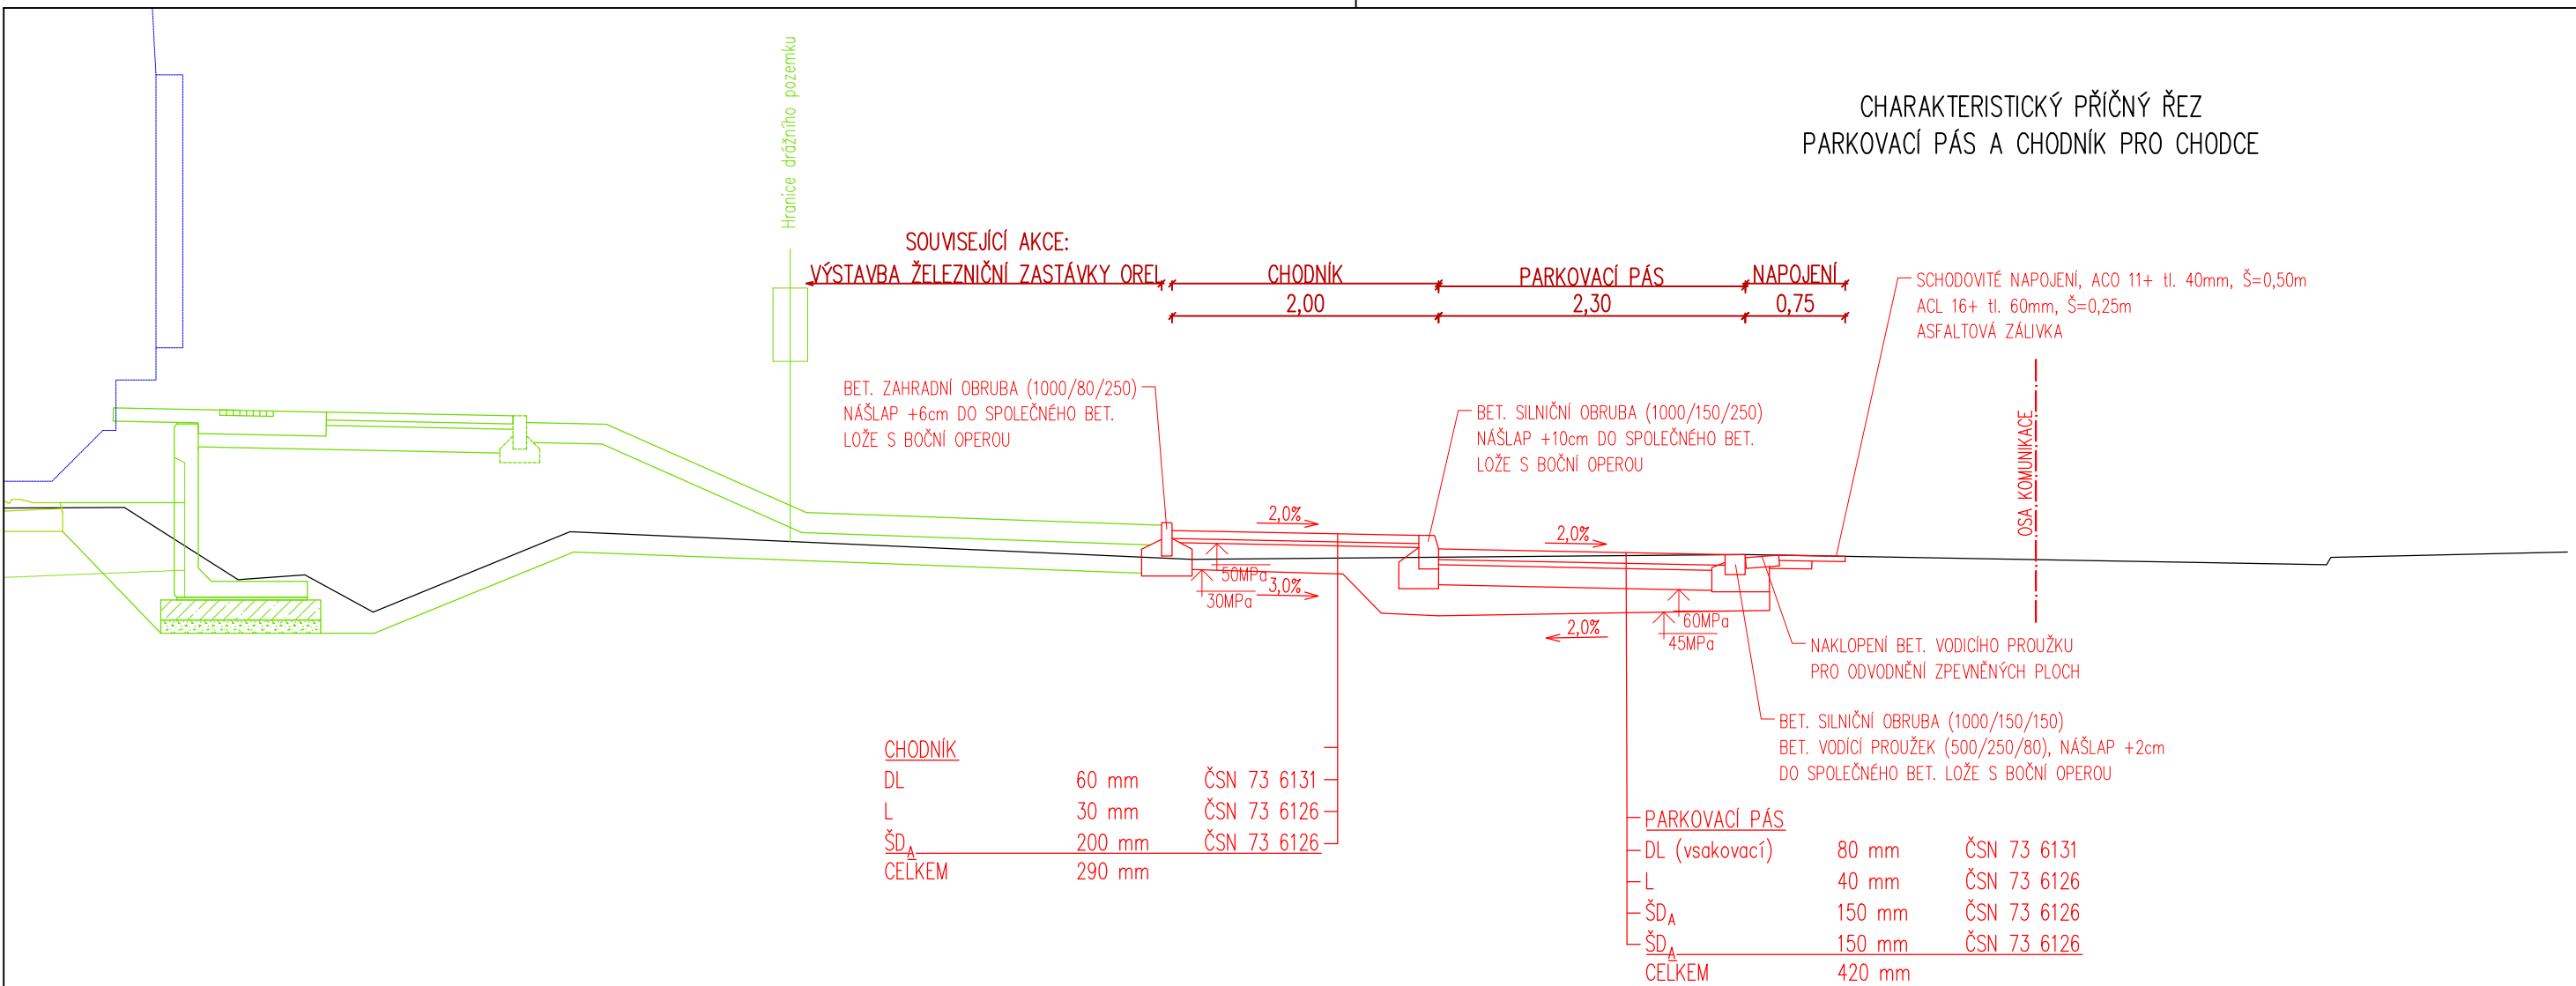 CHARAKTERISTICKÝ PŘÍČNÝ ŘEZ
PARKOVACÍ PÁS A CHODNÍK PRO CHODCE
Hranice drážního pozemku
SOUVISEJÍCÍ AKCE:
VÝSTAVBA ŽELEZNIČNÍ ZASTÁVKY OREL
CHODNÍK
PARKOVACÍ PÁS
NAPOJENÍ
2,00
2,30
0,75
SCHODOVITÉ NAPOJENÍ, ACO 11+ tl. 40mm, Š=0,50m
ACL 16+ tl. 60mm, Š=0,25m
ASFALTOVÁ ZÁLIVKA
BET. ZAHRADNÍ OBRUBA (1000/80/250)
NÁŠLAP +6cm DO SPOLEČNÉHO BET.
LOŽE S BOČNÍ OPEROU
BET. SILNIČNÍ OBRUBA (1000/150/250)
NÁŠLAP +10cm DO SPOLEČNÉHO BET.
LOŽE S BOČNÍ OPEROU
OSA KOMUNIKACE
2,0%
2,0%
50MPa
30MPa
3,0%
60MPa
45MPa
2,0%
NAKLOPENÍ BET. VODICÍHO PROUŽKU
PRO ODVODNĚNÍ ZPEVNĚNÝCH PLOCH
BET. SILNIČNÍ OBRUBA (1000/150/150)
BET. VODÍCÍ PROUŽEK (500/250/80), NÁŠLAP +2cm
DO SPOLEČNÉHO BET. LOŽE S BOČNÍ OPEROU
CHODNÍK
DL 60 mm ČSN 73 6131
L 30 mm ČSN 73 6126
ŠDA 200 mm ČSN 73 6126
CELKEM 290 mm
PARKOVACÍ PÁS
DL (vsakovací) 80 mm ČSN 73 6131
L 40 mm ČSN 73 6126
ŠDA 150 mm ČSN 73 6126
ŠDA 150 mm ČSN 73 6126
CELKEM 420 mm